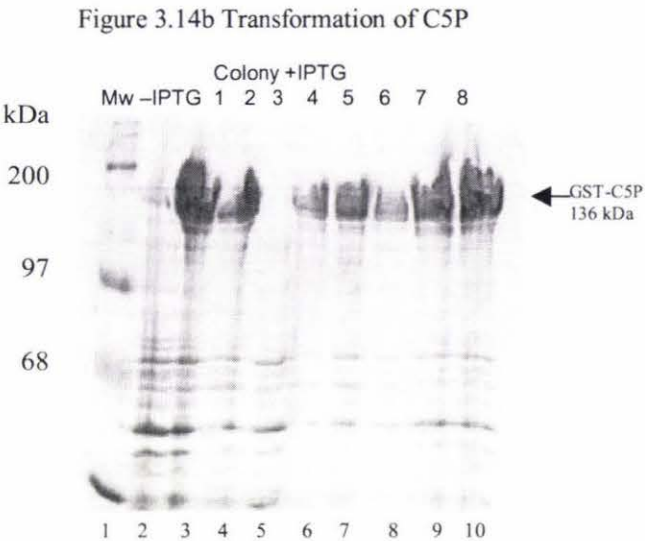 Figure 3.14b Transformation of C5P
Colony +IPTG
Mw –IPTG 1 2 3 4 5 6 7 8
kDa
200
GST-C5P
136 kDa
97
68
1 2 3 4 5 6 7 8 9 10